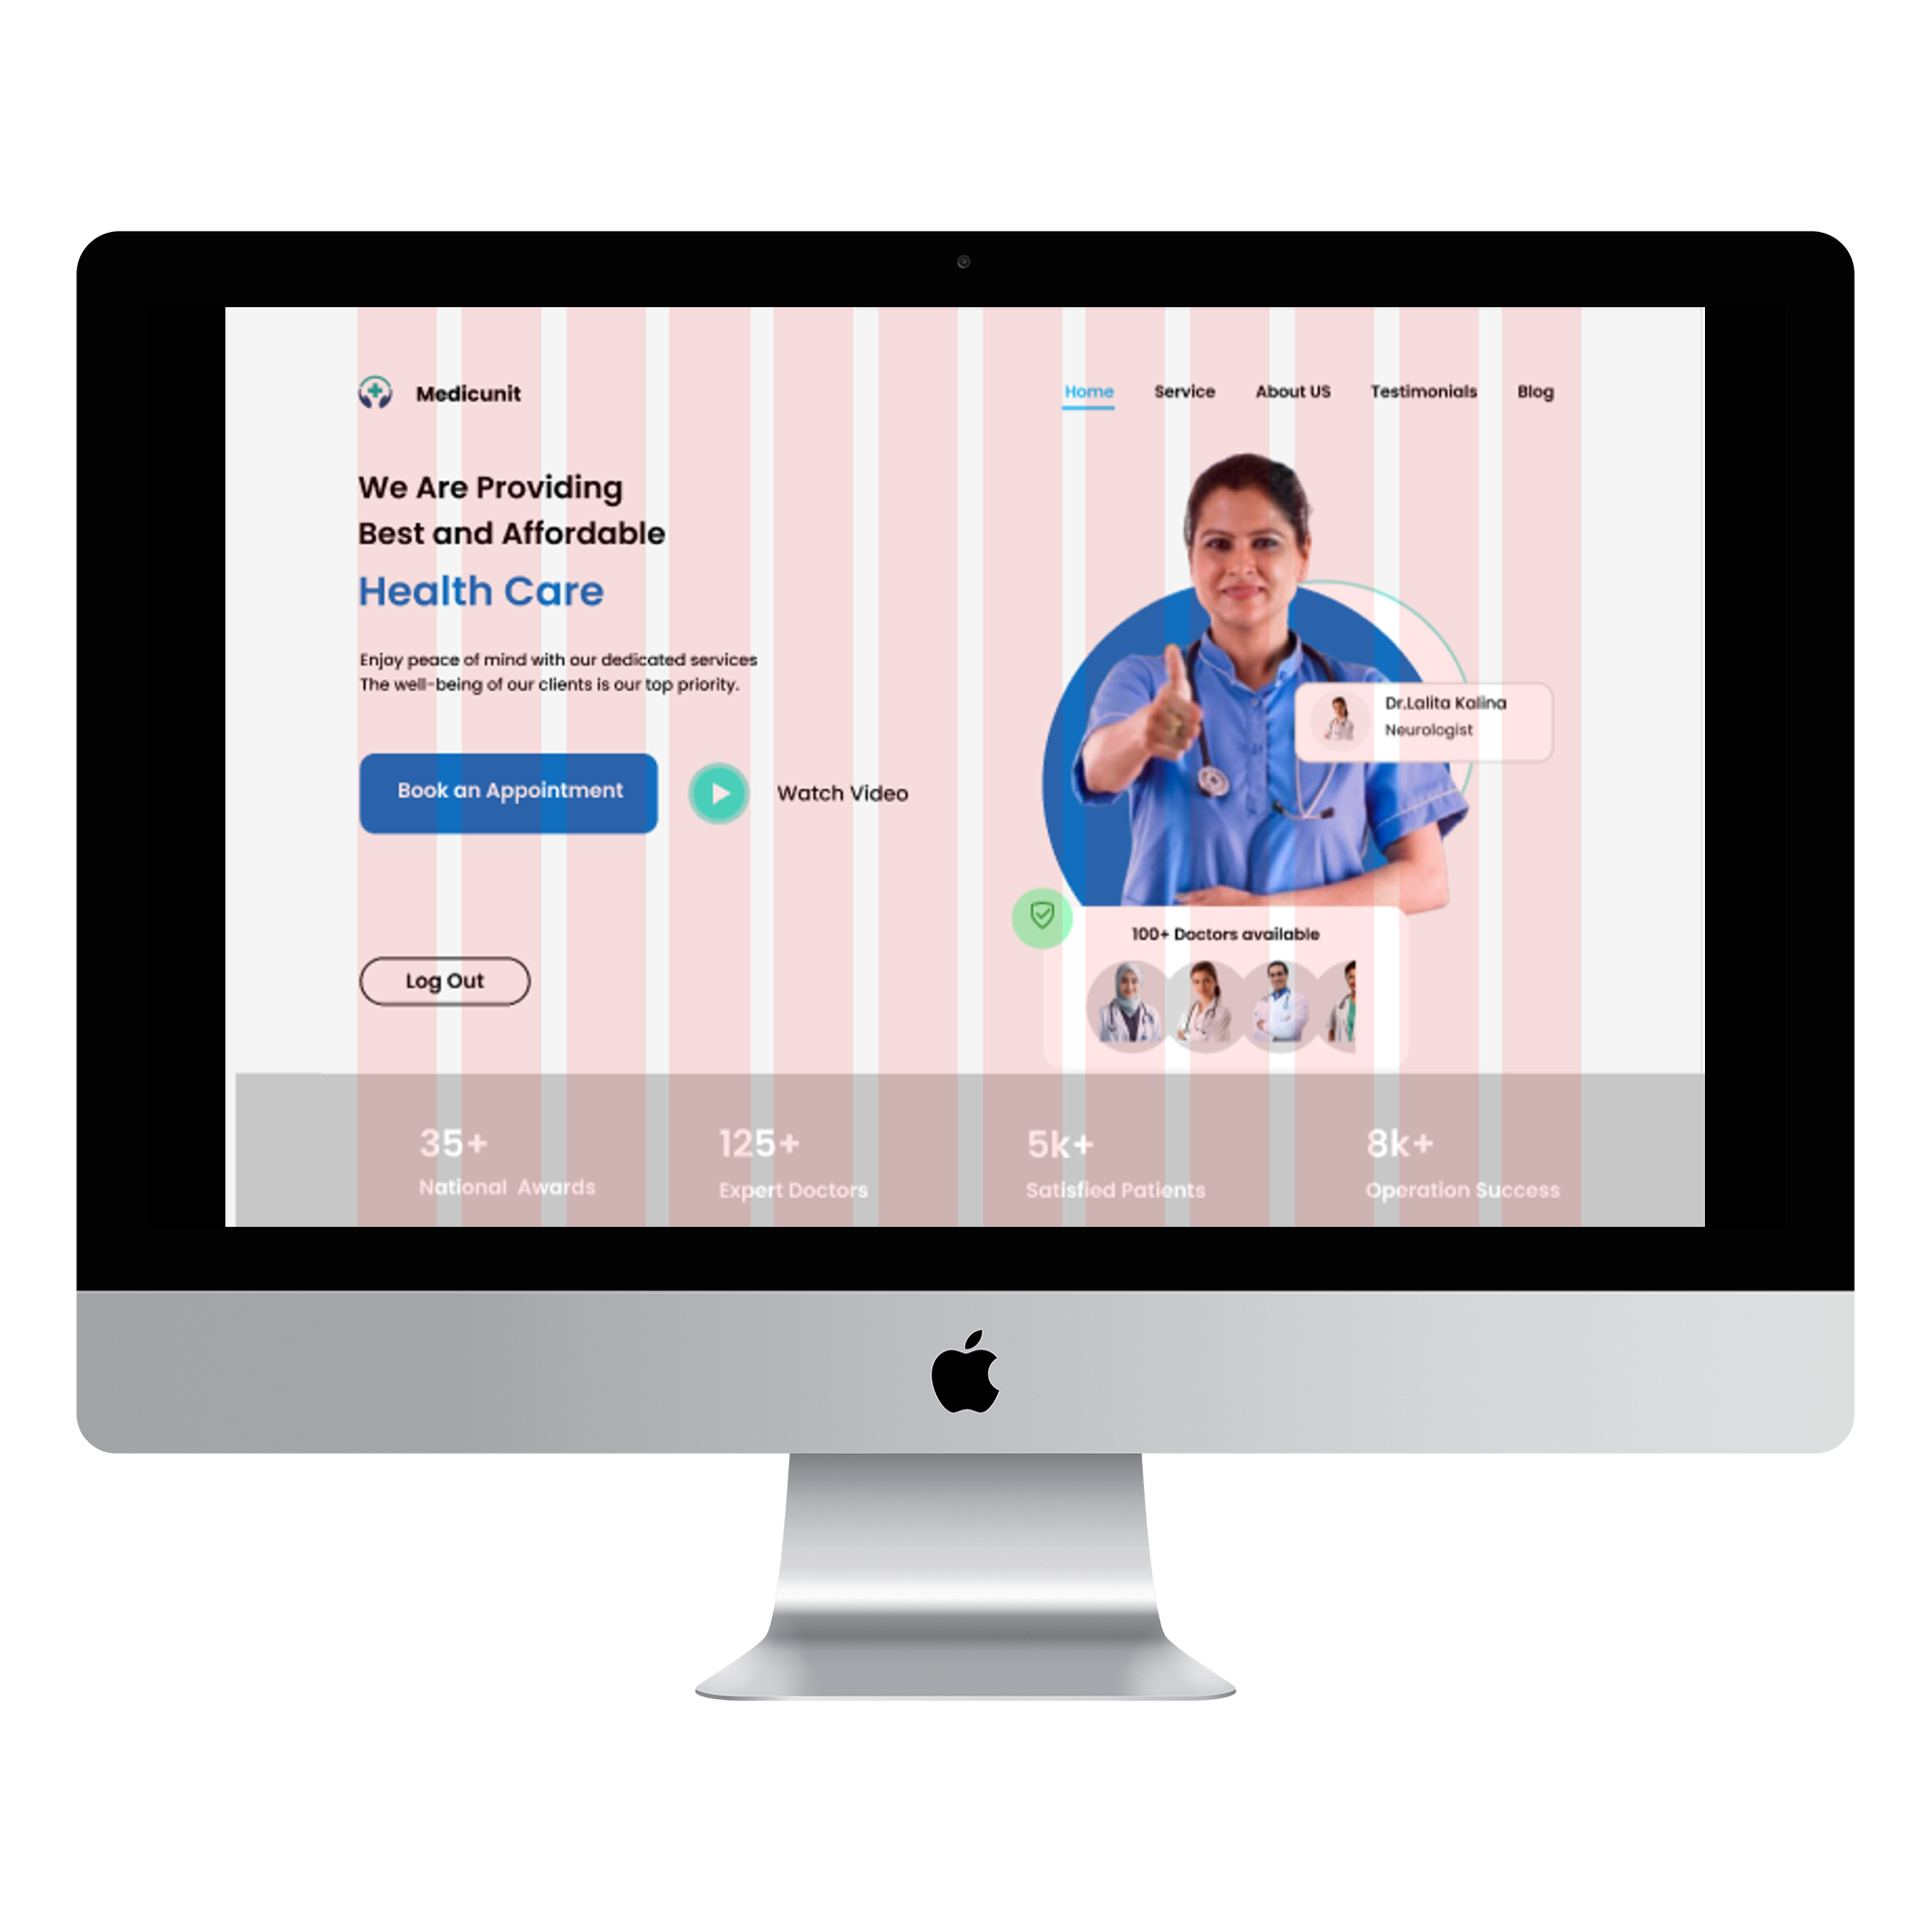 Medicunit
Home Service About US Testimonials Blog
We Are Providing
Best and Affordable
Health Care
Enjoy peace of mind with our dedicated services
The well-being of our clients is our top priority.
Book an Appointment
Watch Video
Log Out
Dr.Lalita Kalina
Neurologist
100+ Doctors available
35+
National Awards
125+
Expert Doctors
5k+
Satisfied Patients
8k+
Operation Success